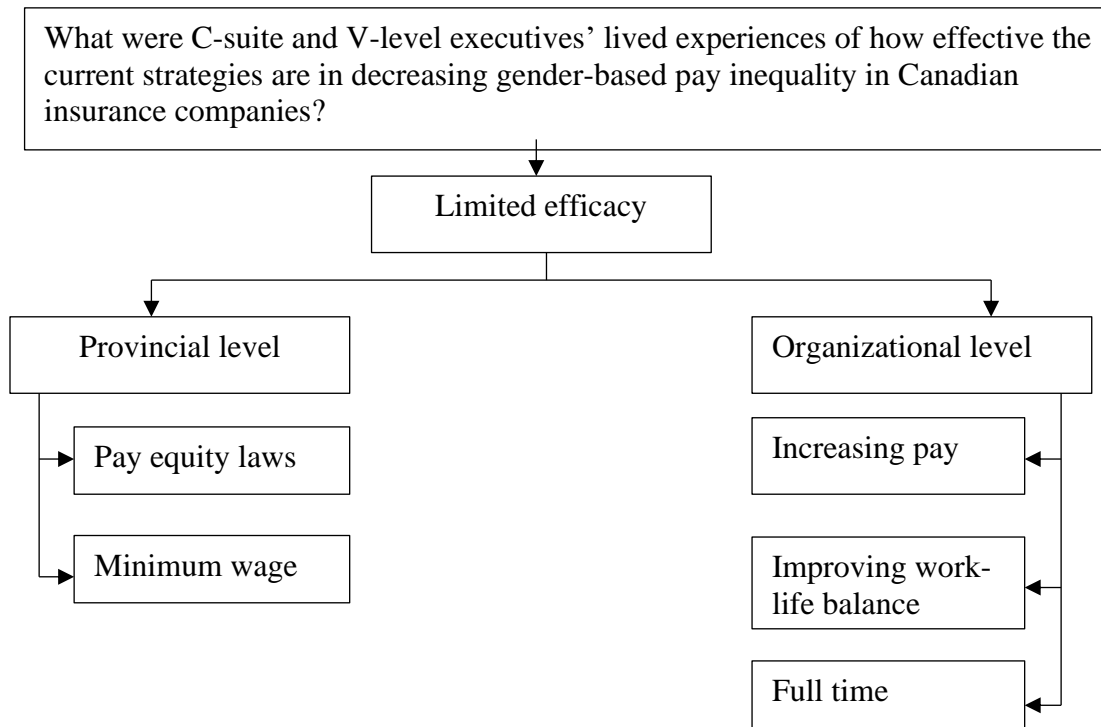 What were C-suite and V-level executives’ lived experiences of how effective the
current strategies are in decreasing gender-based pay inequality in Canadian
insurance companies?
Limited efficacy
Provincial level
Organizational level
Pay equity laws
Increasing pay
Minimum wage
Improving work-
life balance
Full time